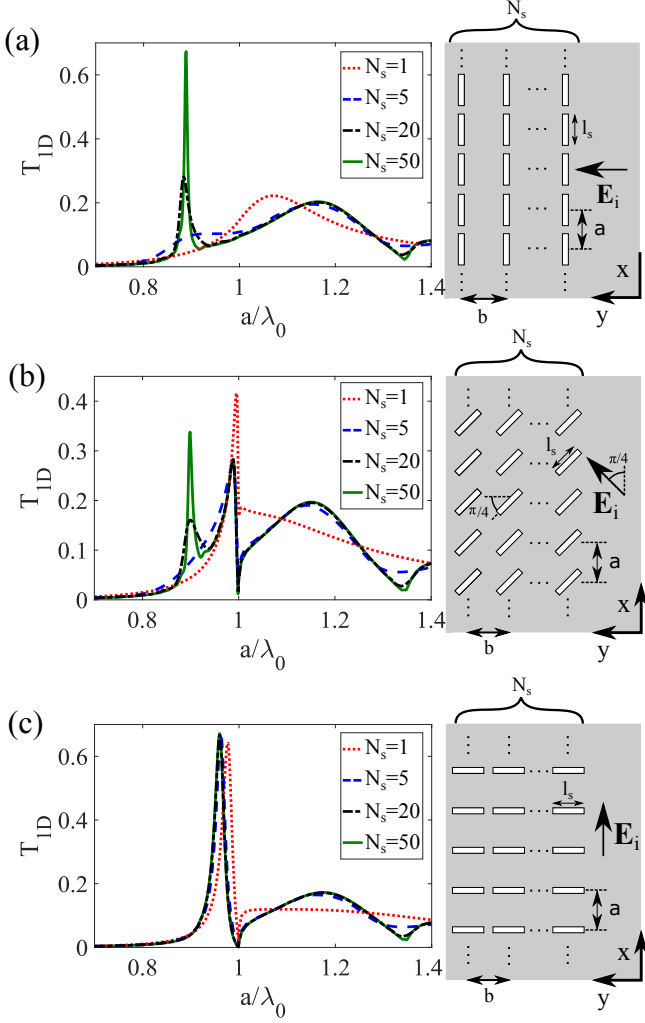 (a)
T1D
0.6
0.4
0.2
0
0.8
1
1.2
1.4
a/λ0
Ns=1
Ns=5
Ns=20
Ns=50
Ns
ls
Ei
a
b
x
y
(b)
T1D
0.4
0.3
0.2
0.1
0
0.8
1
1.2
1.4
a/λ0
Ns=1
Ns=5
Ns=20
Ns=50
Ns
ls
π/4
π/4
Ei
a
b
x
y
(c)
T1D
0.6
0.4
0.2
0
0.8
1
1.2
1.4
a/λ0
Ns=1
Ns=5
Ns=20
Ns=50
Ns
ls
Ei
a
b
x
y